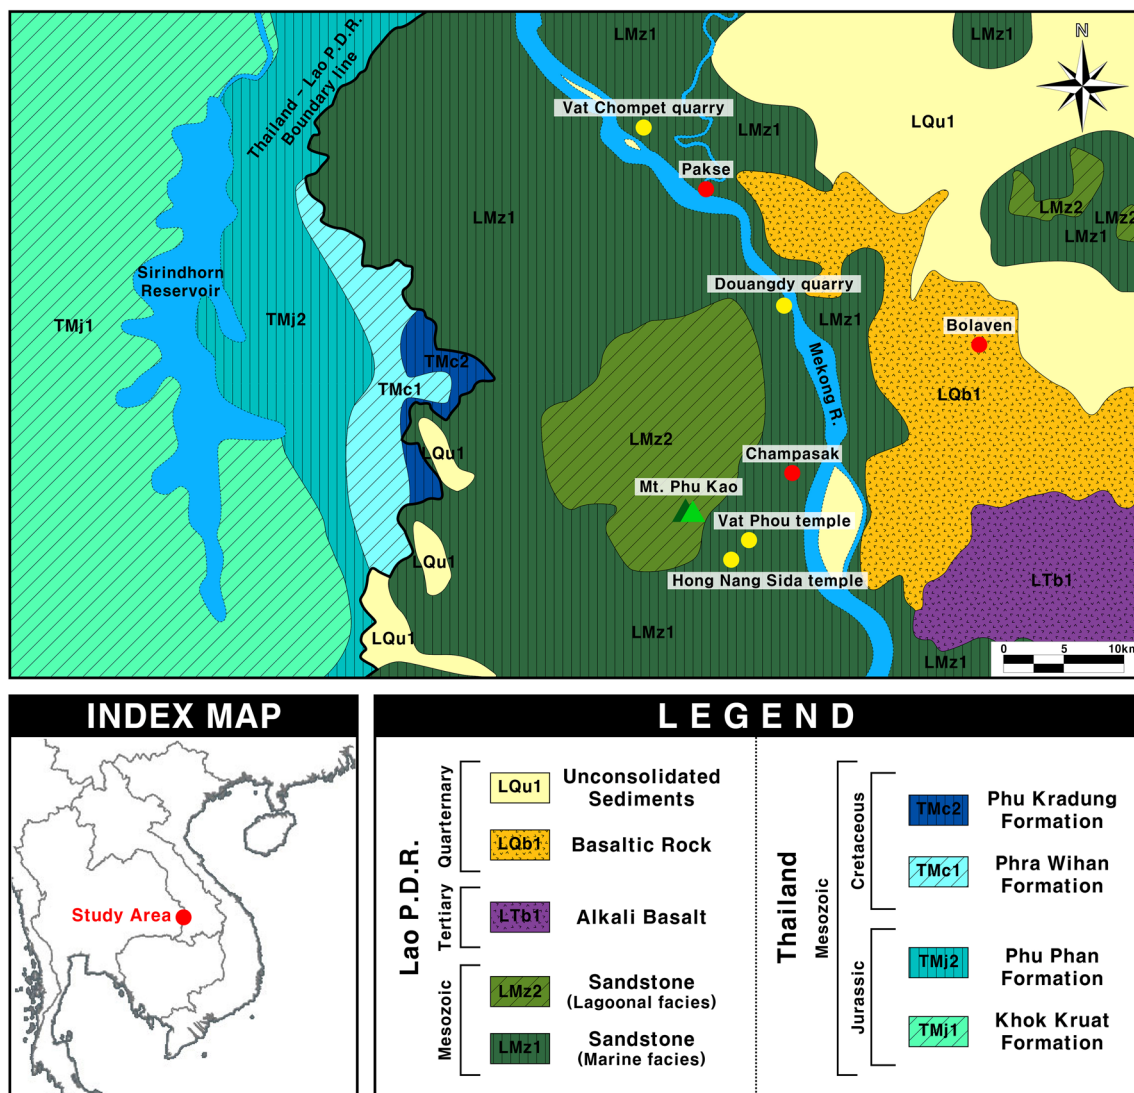 Thailand – Lao P.D.R.
Boundary line
LMz1
LMz1
N
Vat Chompet quarry
LQu1
LMz1
Pakse
LMz1
LMz2
LMz2
LMz1
Sirindhorn
Reservoir
Douangdy quarry
TMj1
TMj2
LMz1
Bolaven
TMc2
Mekong R.
TMc1
LQb1
LMz2
LQu1
Champasak
Mt. Phu Kao
Vat Phou temple
LQu1
Hong Nang Sida temple
LTb1
LQu1
LMz1
LMz1
0 5 10km
INDEX MAP
Study Area
LEGEND
Lao P.D.R.
Quarternary
LQu1 Unconsolidated
Sediments
LQb1 Basaltic Rock
Tertiary
LTb1 Alkali Basalt
Mesozoic
LMz2 Sandstone
(Lagoonal facies)
LMz1 Sandstone
(Marine facies)
Thailand
Mesozoic
Cretaceous
TMc2 Phu Kradung
Formation
TMc1 Phra Wihan
Formation
Jurassic
TMj2 Phu Phan
Formation
TMj1 Khok Kruat
Formation